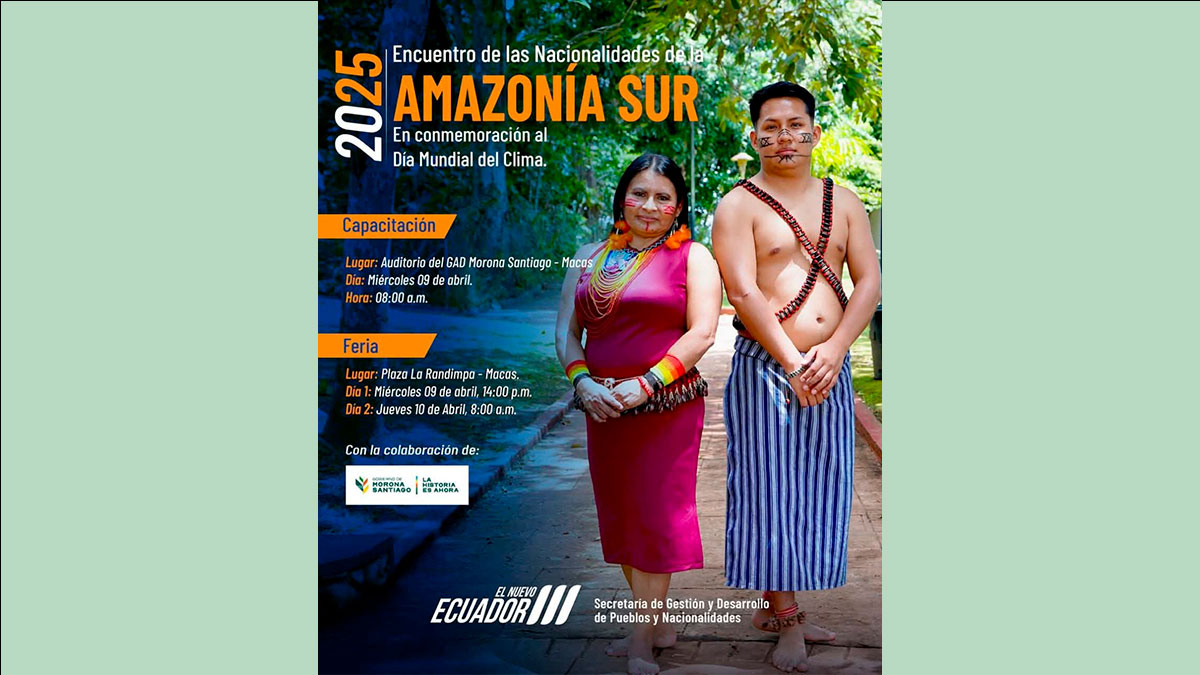 2025
Encuentro de las Nacionalidades de la
AMAZONÍA SUR
En conmemoración al
Día Mundial del Clima.
Capacitación
Lugar: Auditorio del GAD Morona Santiago - Macas
Día: Miércoles 09 de abril.
Hora: 08:00 a.m.
Feria
Lugar: Plaza La Randimpa - Macas,
Día 1: Miércoles 09 de abril, 14:00 p.m.
Día 2: Jueves 10 de Abril, 8:00 a.m.
Con la colaboración de:
GOBIERNO DE
MORONA
SANTIAGO
LA
HISTORIA
ES AHORA
EL NUEVO
ECUADOR
Secretaría de Gestión y Desarrollo
de Pueblos y Nacionalidades